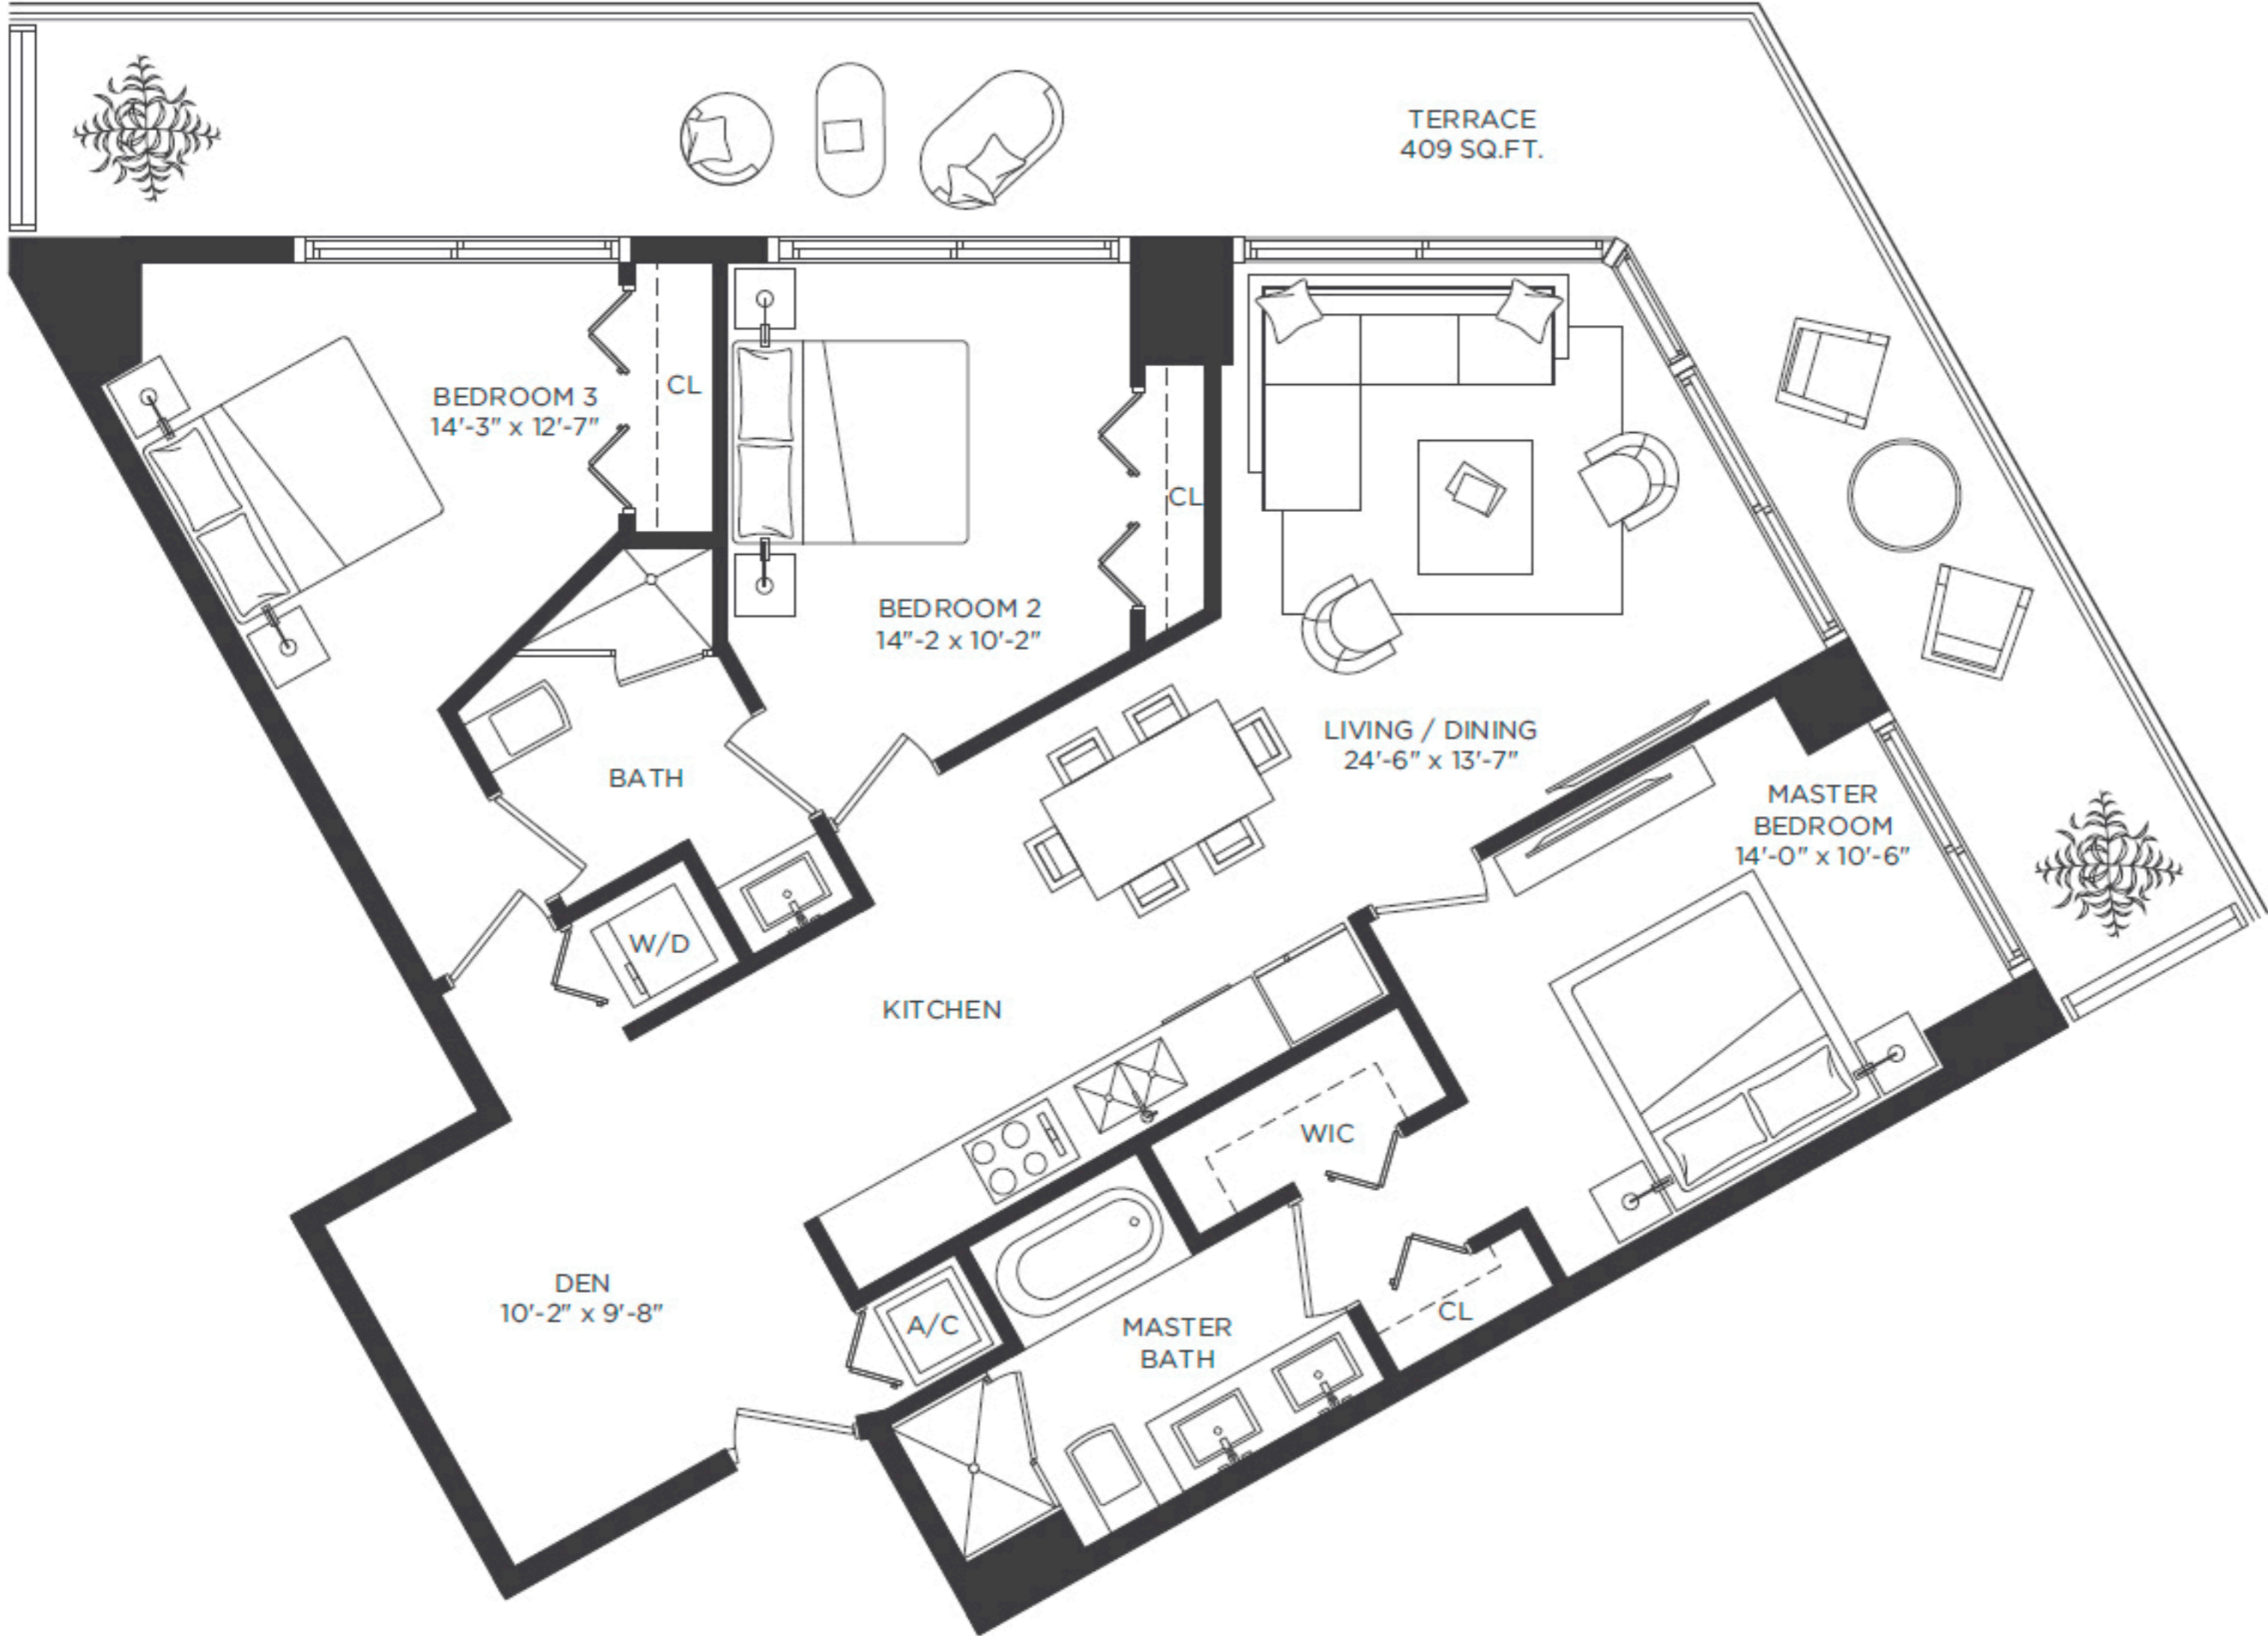 TERRACE
409 SQ.FT.
BEDROOM 3
14'-3" x 12'-7"
CL
CL
BEDROOM 2
14"-2 x 10'-2"
LIVING / DINING
24'-6" x 13'-7"
BATH
MASTER
BEDROOM
14'-0" x 10'-6"
W/D
KITCHEN
WIC
DEN
10'-2" x 9'-8"
A/C
MASTER
BATH
CL